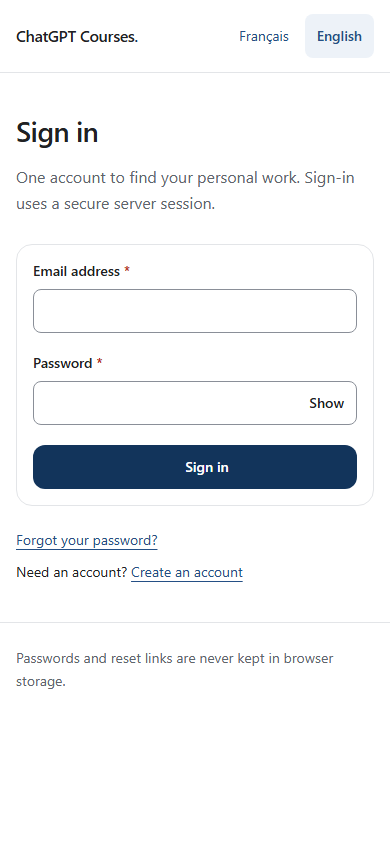 ChatGPT Courses.
Français
English
Sign in
One account to find your personal work. Sign-in
uses a secure server session.
Email address *
Password *
Show
Sign in
Forgot your password?
Need an account? Create an account
Passwords and reset links are never kept in browser
storage.